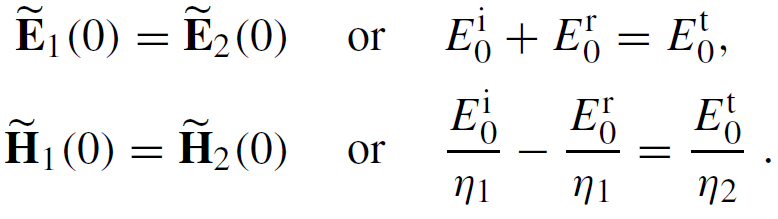 Ẽ₁(0) = Ẽ₂(0) or E₀ⁱ + E₀ʳ = E₀ᵗ,
H̃₁(0) = H̃₂(0) or E₀ⁱ/η₁ − E₀ʳ/η₁ = E₀ᵗ/η₂ .